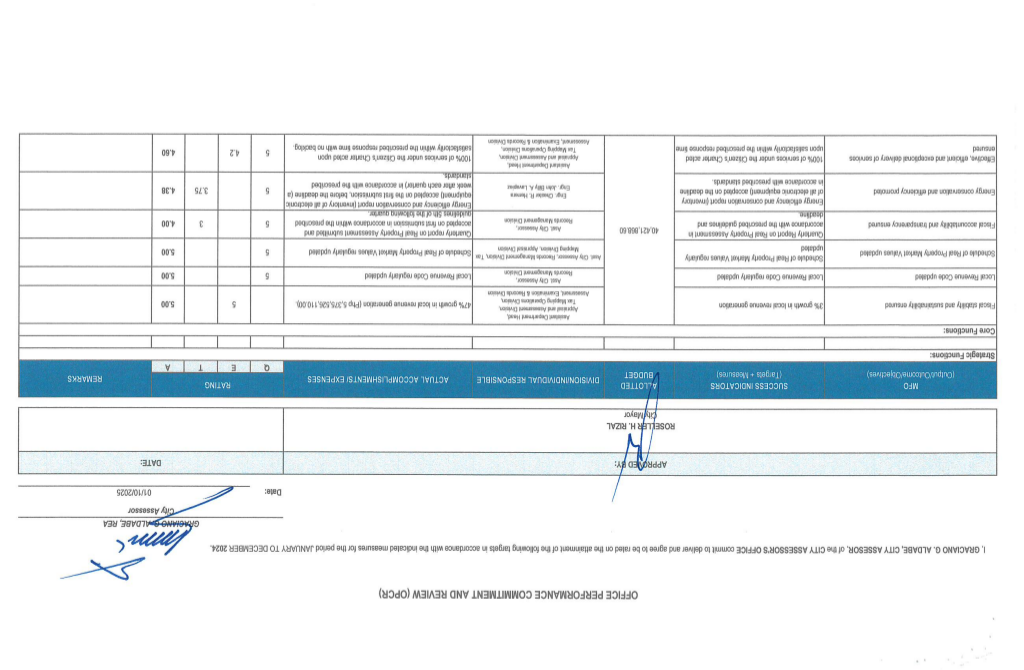 OFFICE PERFORMANCE COMMITMENT AND REVIEW (OPCR)
I, GRACIANO G. ALDABE, CITY ASSESSOR, of the CITY ASSESSOR'S OFFICE commit to deliver and agree to be rated on the attainment of the following targets in accordance with the indicated measures for the period JANUARY TO DECEMBER 2024.
GRACIANO G. ALDABE, REA
City Assessor
Date: 01/10/2025
APPROVED BY: DATE:
ROSELLER H. RIZAL
City Mayor
MFO
(Output/Outcome/Objectives)
SUCCESS INDICATORS
(Targets + Measures)
ALLOTTED
BUDGET
DIVISION/INDIVIDUAL RESPONSIBLE
ACTUAL ACCOMPLISHMENTS/ EXPENSES
RATING
Q E T A
REMARKS
Strategic Functions:
Core Functions:
Fiscal stability and sustainability ensured
3% growth in local revenue generation
40,421,868.60
Assistant Department Head,
Appraisal and Assessment Division,
Tax Mapping Operations Division,
Assessment, Examination & Records Division
47% growth in local revenue generation (Php 5,375,526,110.00).
5 5.00
Local Revenue Code updated
Local Revenue Code regularly updated
Asst. City Assessor,
Records Management Division
Local Revenue Code regularly updated
5 5.00
Schedule of Real Property Market Values updated
Schedule of Real Property Market Values regularly
updated
Asst. City Assessor, Records Management Division, Tax
Mapping Division, Appraisal Division
Schedule of Real Property Market Values regularly updated
5 5.00
Fiscal accountability and transparency ensured
Quarterly Report on Real Property Assessment in
accordance with the prescribed guidelines and
deadline.
Asst. City Assessor,
Records Management Division
Quarterly report on Real Property Assessment submitted and
accepted on first submission in accordance within the prescribed
guidelines 5th of the following quarter.
5 3 4.00
Energy conservation and efficiency promoted
Energy efficiency and conservation report (inventory
of all electronic equipment) accepted on the deadline
in accordance with prescribed standards.
Engr. John Billy A.
Energy efficiency and conservation report (inventory of all electronic
equipment) accepted on the first submission, before the deadline (a
week after each quarter) in accordance with the prescribed
standards.
5 3.75 4.38
Effective, efficient and exceptional delivery of services
ensured
100% of services under the Citizen's Charter acted
upon satisfactorily within the prescribed response time
Assistant Department Head,
Appraisal and Assessment Division,
Tax Mapping Operations Division,
Assessment, Examination & Records Division
100% of services under the Citizen's Charter acted upon
satisfactorily within the prescribed response time with no backlog.
5 4.2 4.60